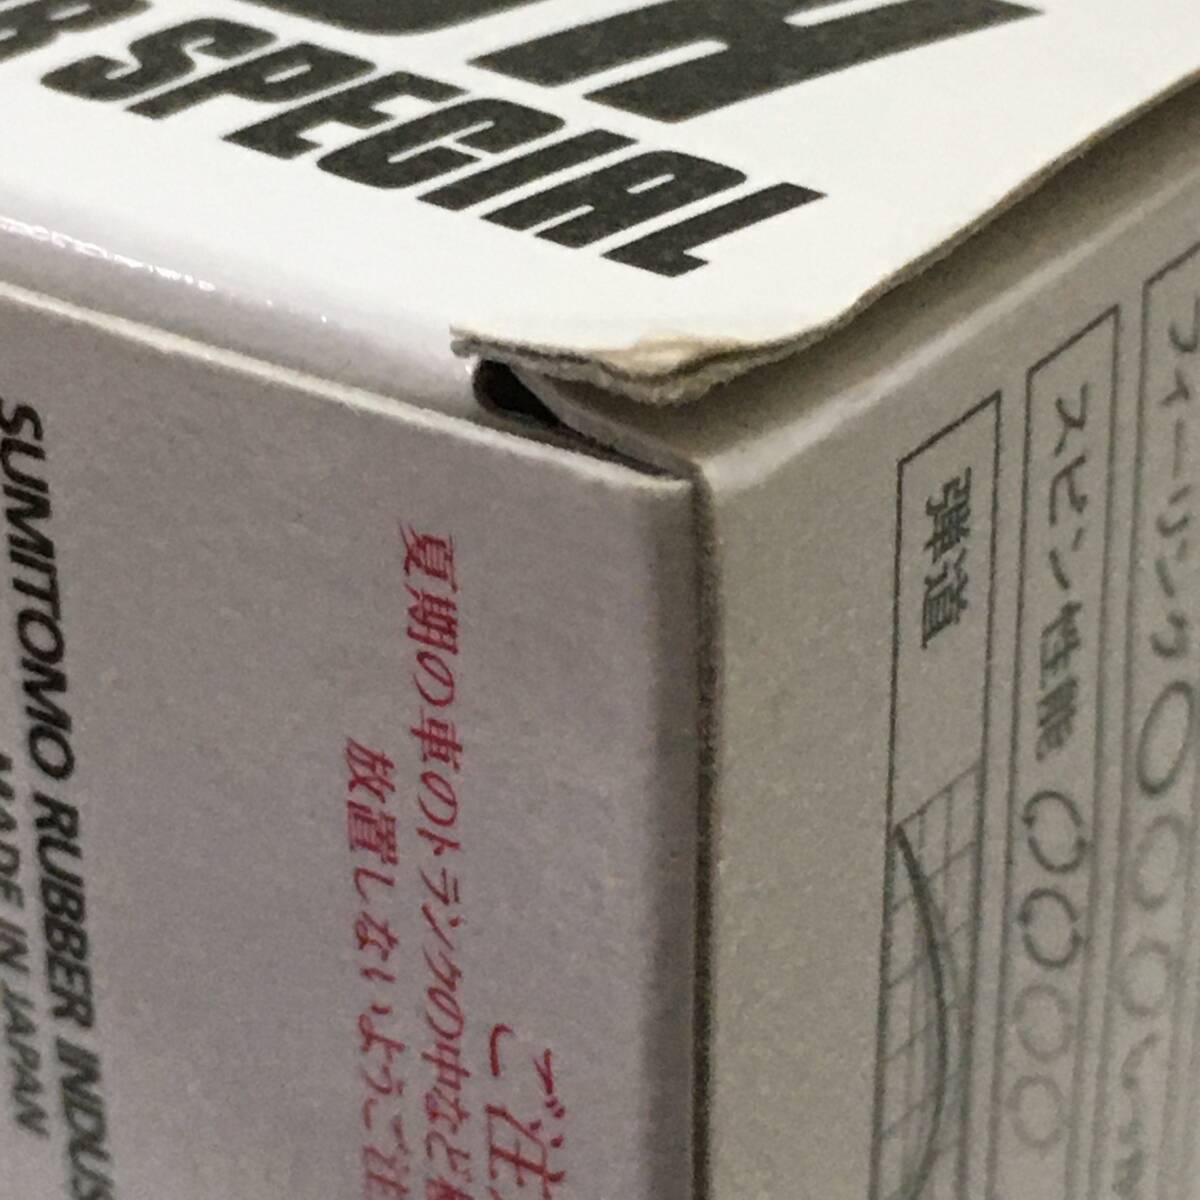 SPECIAL
SUMITOMO RUBBER INDUS
MADE IN JAPAN
ご注
夏期の車のトランクの中など
放置しないようご注
フィーリング
スピン性能
弾道